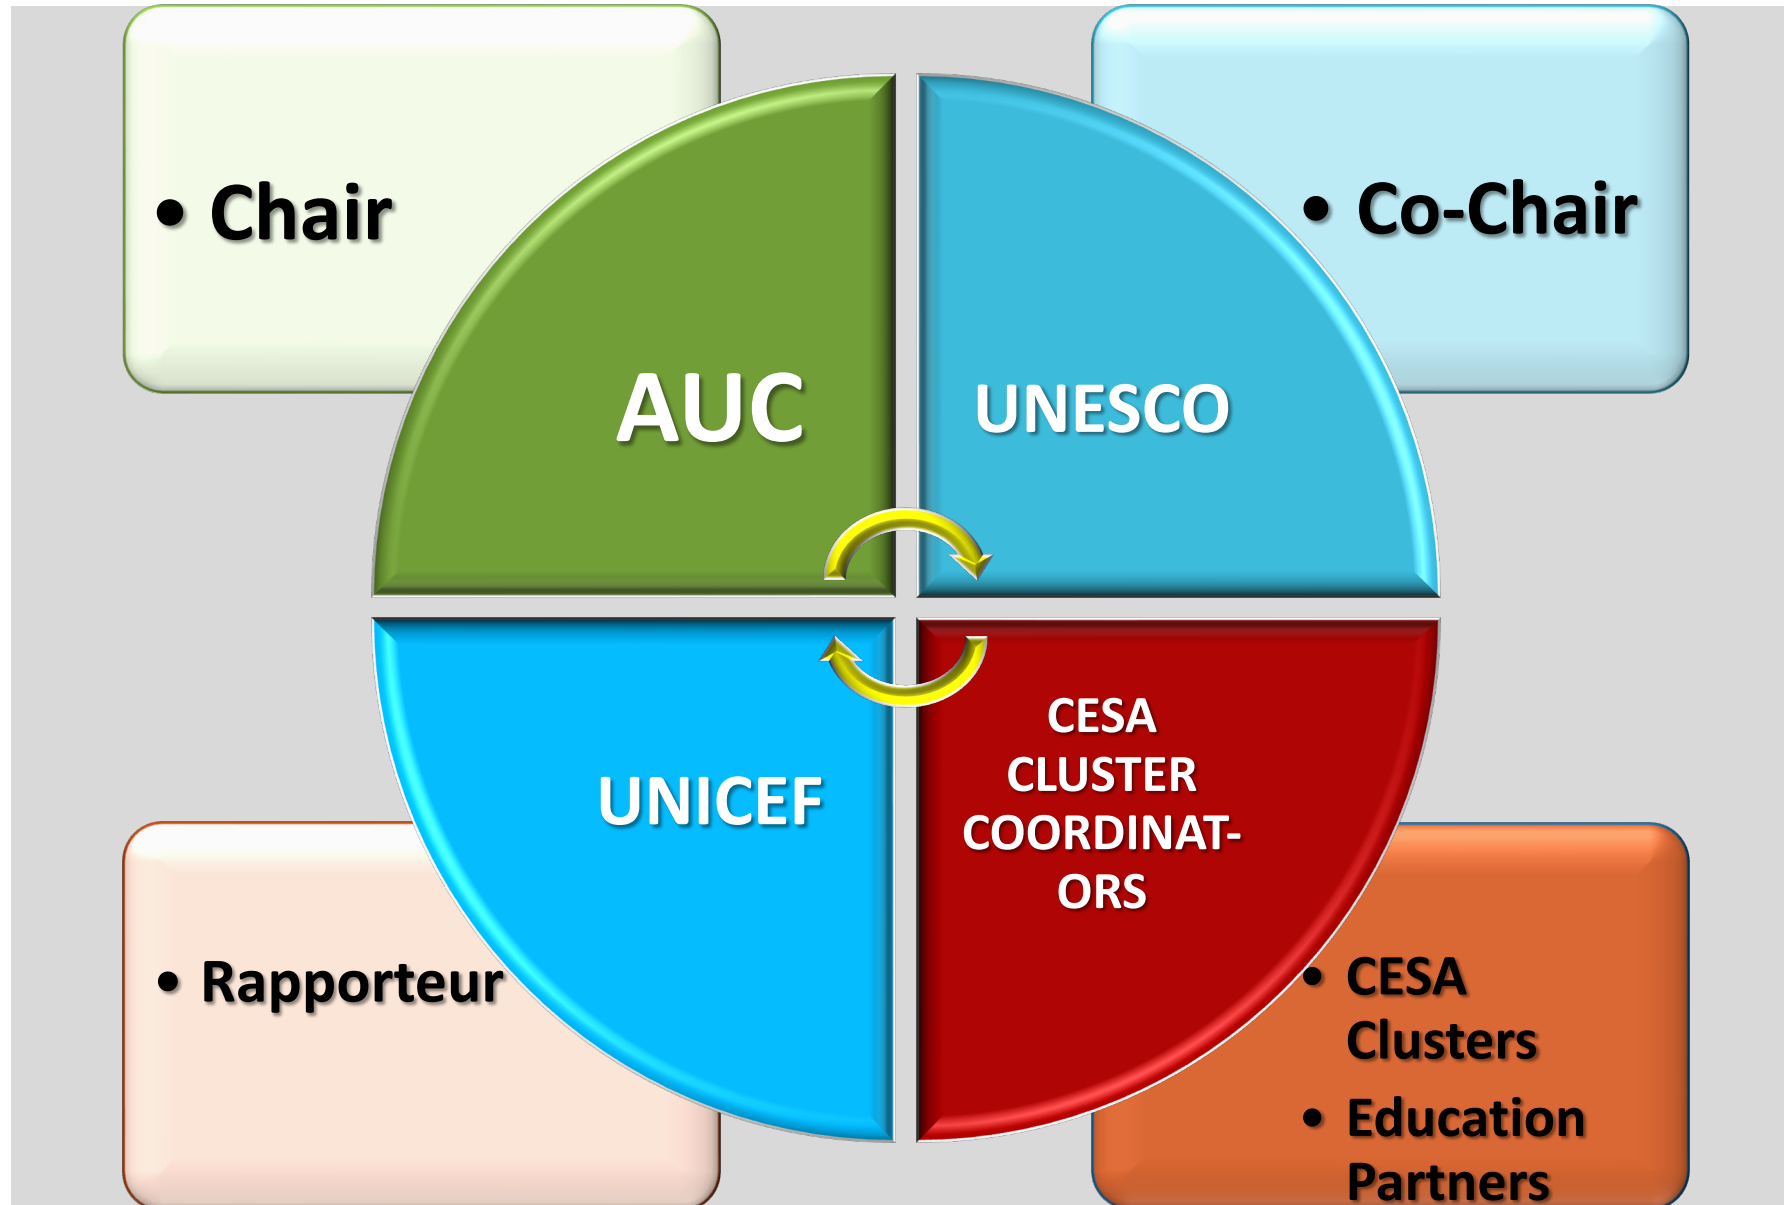 • Chair
AUC
• Co-Chair
UNESCO
UNICEF
• Rapporteur
CESA
CLUSTER
COORDINAT-
ORS
• CESA
Clusters
• Education
Partners